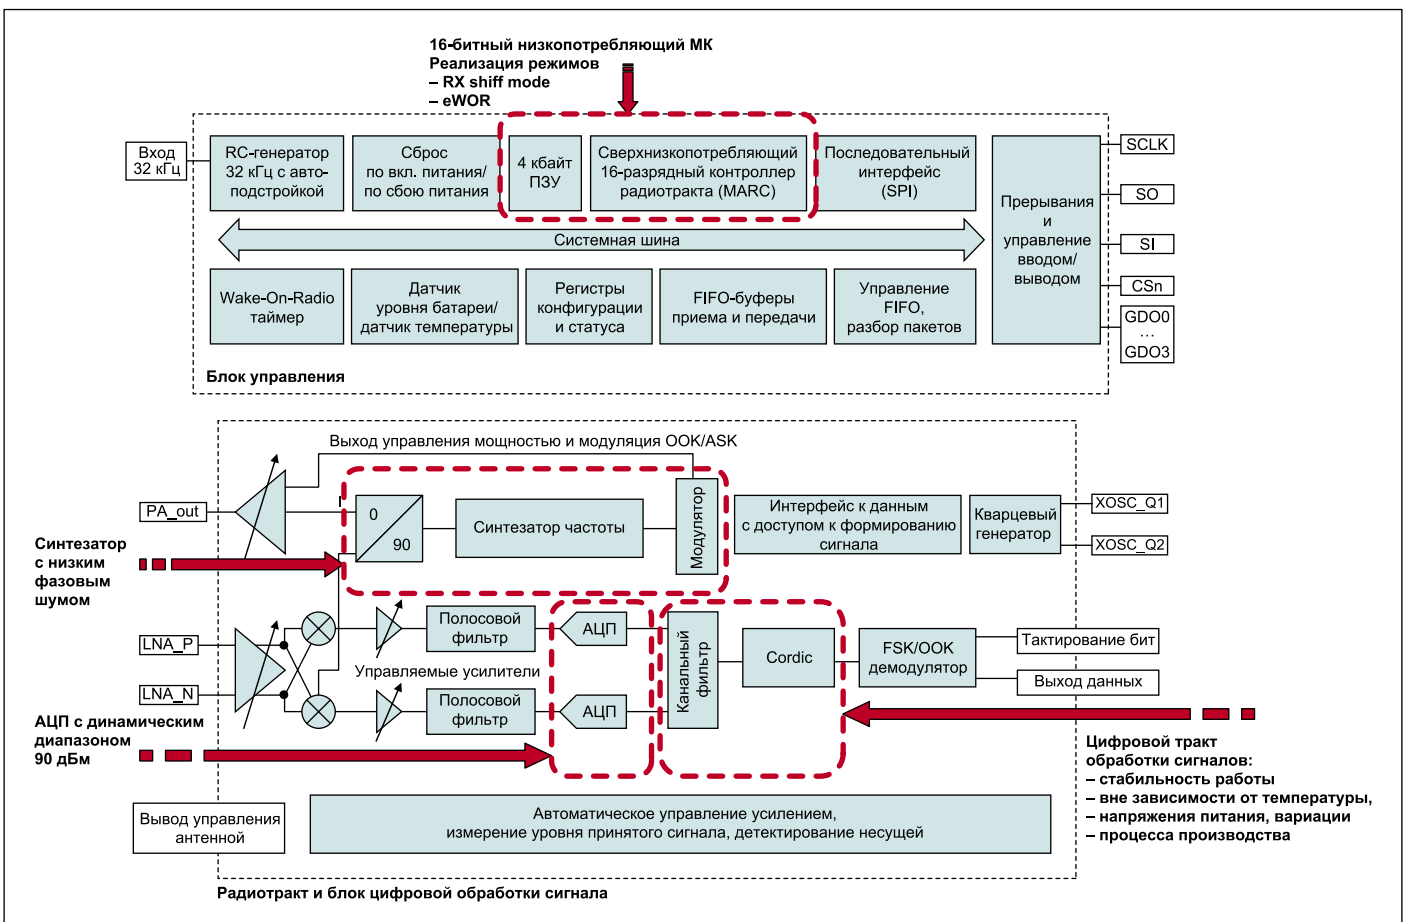 16-битный низкопотребляющий МК
Реализация режимов
– RX shiff mode
– eWOR
Вход
32 кГц
RC-генератор
32 кГц с авто-
подстройкой
Сброс
по вкл. питания/
по сбою питания
4 кбайт
ПЗУ
Сверхнизкопотребляющий
16-разрядный контроллер
радиотракта (MARC)
Последовательный
интерфейс
(SPI)
Прерывания
и
управление
вводом/
выводом
SCLK
SO
SI
CSn
GDO0
...
GDO3
Системная шина
Wake-On-Radio
таймер
Датчик
уровня батареи/
датчик температуры
Регистры
конфигурации
и статуса
FIFO-буферы
приема и передачи
Управление
FIFO,
разбор пакетов
Блок управления
Выход управления мощностью и модуляция OOK/ASK
PA_out
I
0
90
Синтезатор частоты
Модулятор
Интерфейс к данным
с доступом к формированию
сигнала
Кварцевый
генератор
XOSC_Q1
XOSC_Q2
Синтезатор
с низким
фазовым
шумом
LNA_P
LNA_N
Полосовой
фильтр
АЦП
Управляемые усилители
Полосовой
фильтр
АЦП
Канальный
фильтр
Cordic
FSK/OOK
демодулятор
Тактирование бит
Выход данных
АЦП с динамическим
диапазоном
90 дБм
Цифровой тракт
обработки сигналов:
– стабильность работы
– вне зависимости от температуры,
– напряжения питания, вариации
– процесса производства
Вывод управления
антенной
Автоматическое управление усилением,
измерение уровня принятого сигнала, детектирование несущей
Радиотракт и блок цифровой обработки сигнала